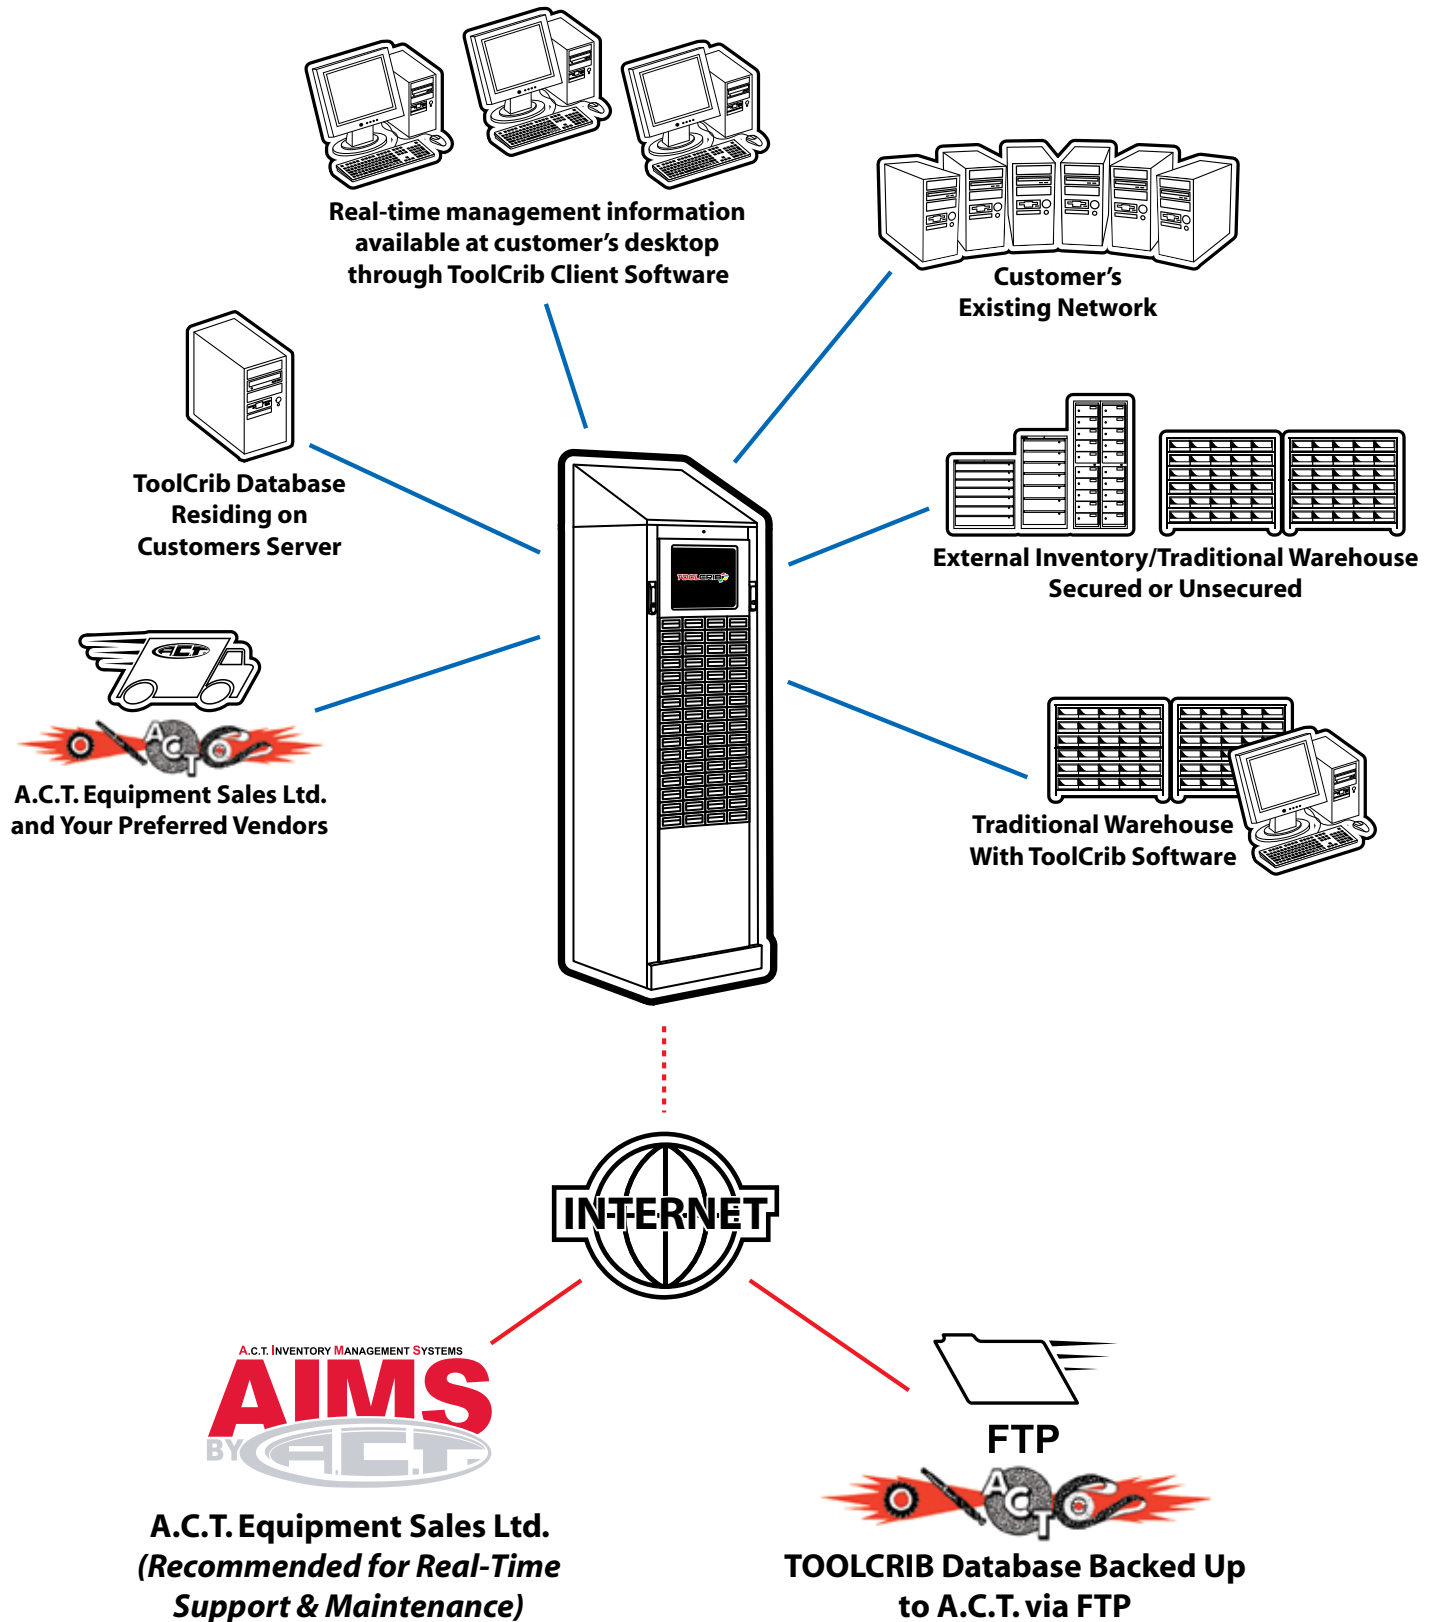 Real-time management information
available at customer's desktop
through ToolCrib Client Software
Customer's
Existing Network
ToolCrib Database
Residing on
Customers Server
TOOLCRIB
External Inventory/Traditional Warehouse
Secured or Unsecured
A.C.T.
A C T
A.C.T. Equipment Sales Ltd.
and Your Preferred Vendors
Traditional Warehouse
With ToolCrib Software
INTERNET
A.C.T. INVENTORY MANAGEMENT SYSTEMS
AIMS
BY A.C.T.
A.C.T. Equipment Sales Ltd.
(Recommended for Real-Time
Support & Maintenance)
FTP
A C T
TOOLCRIB Database Backed Up
to A.C.T. via FTP